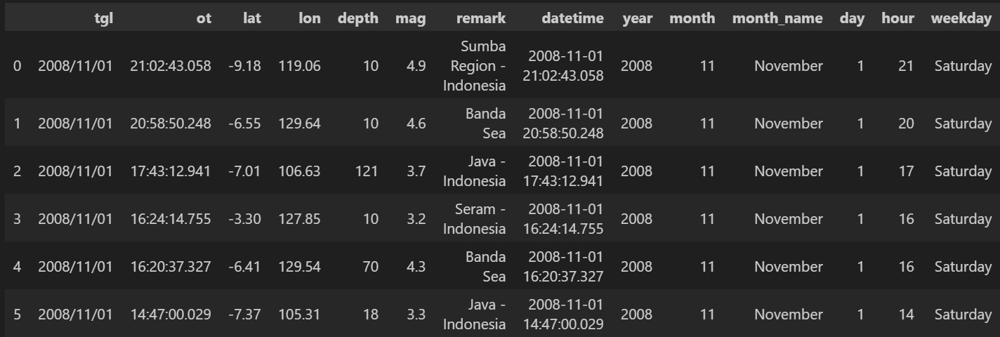 tgl ot lat lon depth mag remark datetime year month month_name day hour weekday
0 2008/11/01 21:02:43.058 -9.18 119.06 10 4.9 Sumba Region - Indonesia 2008-11-01 21:02:43.058 2008 11 November 1 21 Saturday
1 2008/11/01 20:58:50.248 -6.55 129.64 10 4.6 Banda Sea 2008-11-01 20:58:50.248 2008 11 November 1 20 Saturday
2 2008/11/01 17:43:12.941 -7.01 106.63 121 3.7 Java - Indonesia 2008-11-01 17:43:12.941 2008 11 November 1 17 Saturday
3 2008/11/01 16:24:14.755 -3.30 127.85 10 3.2 Seram - Indonesia 2008-11-01 16:24:14.755 2008 11 November 1 16 Saturday
4 2008/11/01 16:20:37.327 -6.41 129.54 70 4.3 Banda Sea 2008-11-01 16:20:37.327 2008 11 November 1 16 Saturday
5 2008/11/01 14:47:00.029 -7.37 105.31 18 3.3 Java - Indonesia 2008-11-01 14:47:00.029 2008 11 November 1 14 Saturday